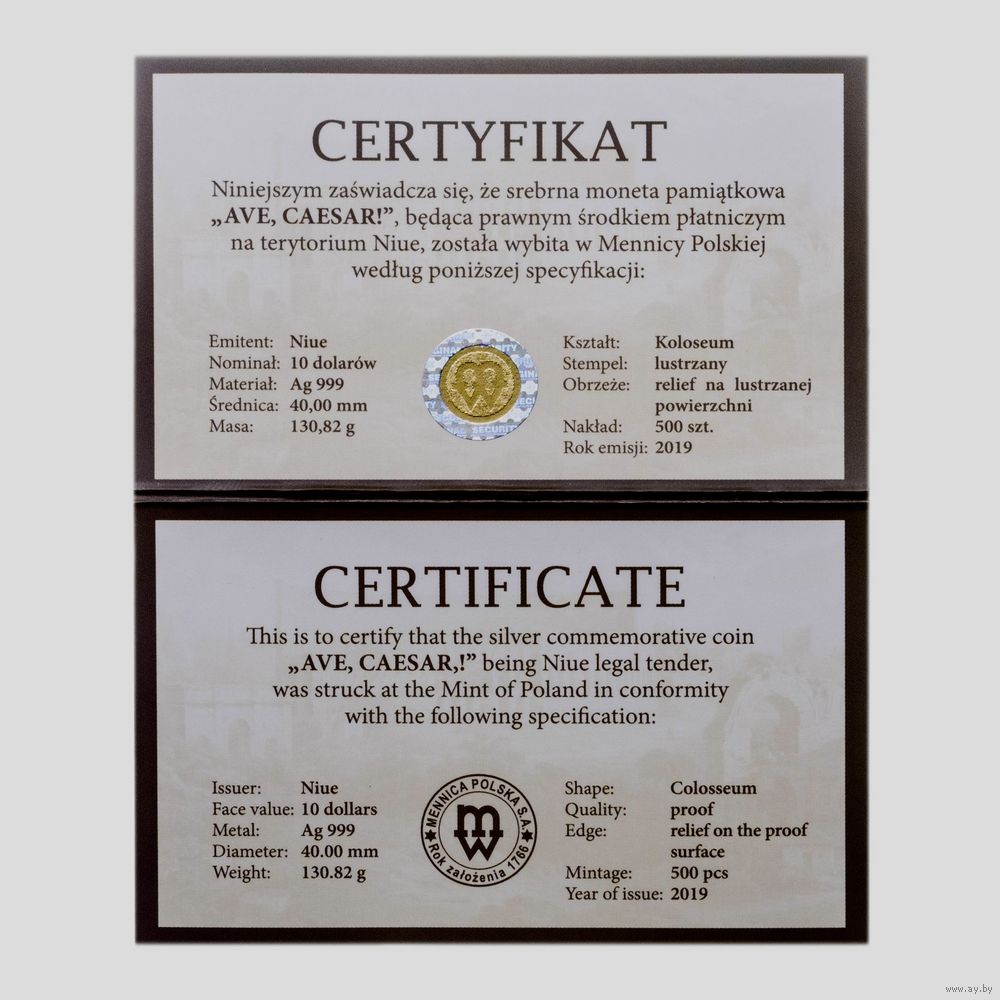 CERTYFIKAT
Niniejszym zaświadcza się, że srebrna moneta pamiątkowa
„AVE, CAESAR!”, będąca prawnym środkiem płatniczym
na terytorium Niue, została wybita w Mennicy Polskiej
według poniższej specyfikacji:
Emitent: Niue
Nominał: 10 dolarów
Materiał: Ag 999
Średnica: 40,00 mm
Masa: 130,82 g
SECURITY
Kształt: Koloseum
Stempel: lustrzany
Obrzeże: relief na lustrzanej
powierzchni
Nakład: 500 szt.
Rok emisji: 2019
CERTIFICATE
This is to certify that the silver commemorative coin
„AVE, CAESAR,!” being Niue legal tender,
was struck at the Mint of Poland in conformity
with the following specification:
Issuer: Niue
Face value: 10 dollars
Metal: Ag 999
Diameter: 40.00 mm
Weight: 130.82 g
MENNICA POLSKA S.A.
mw
Rok założenia 1766
Shape: Colosseum
Quality: proof
Edge: relief on the proof
surface
Mintage: 500 pcs
Year of issue: 2019
www.ay.by